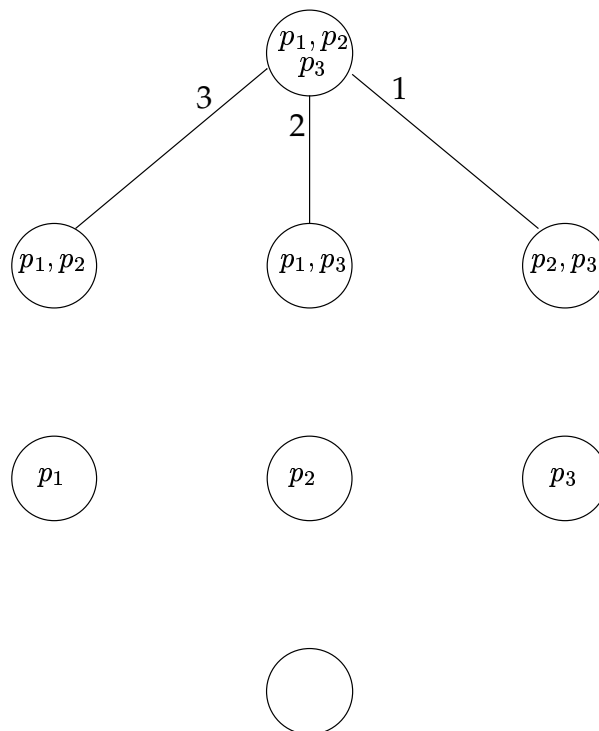 p₁, p₂
p₃
3
2
1
p₁, p₂
p₁, p₃
p₂, p₃
p₁
p₂
p₃